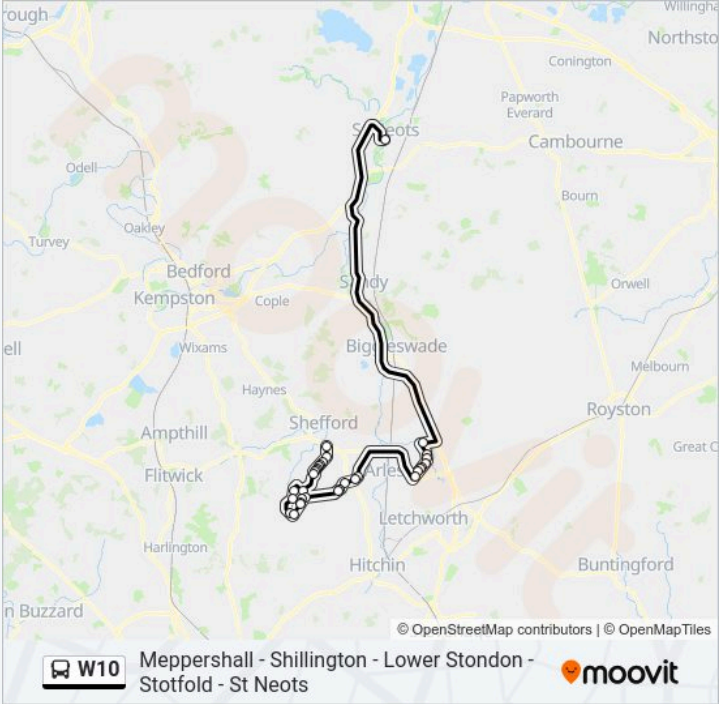 rough
Willingha
Northsto
Conington
Papworth
Everard
St Neots
Cambourne
Odell
Bourn
Oakley
Turvey
Bedford
Sandy
Orwell
Kempston
Cople
ell
Wixams
Biggleswade
Melbourn
Haynes
Royston
Shefford
Ampthill
Great C
Flitwick
Arlesey
Letchworth
Harlington
Hitchin
Buntingford
n Buzzard
moovit
© OpenStreetMap contributors | © OpenMapTiles
W10
Meppershall - Shillington - Lower Stondon -
Stotfold - St Neots
moovit